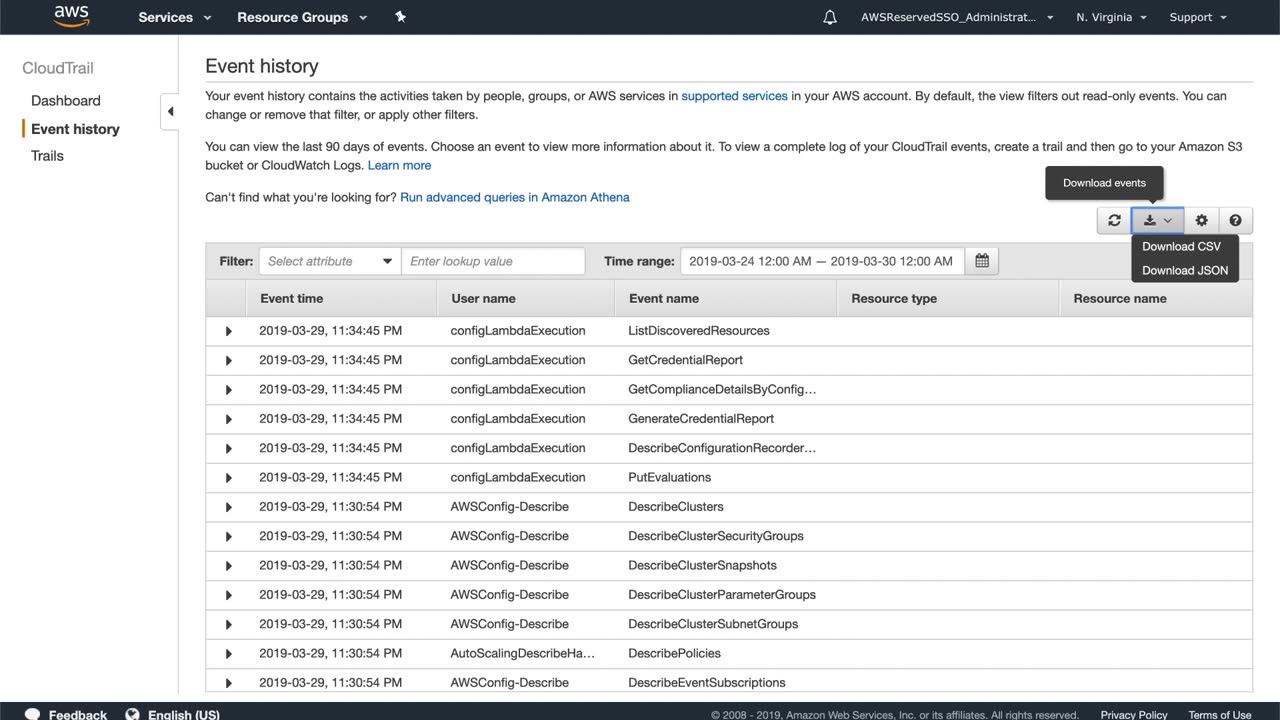 aws Services Resource Groups AWSReservedSSO_Administrat... N. Virginia Support
CloudTrail
Dashboard
Event history
Trails
Event history
Your event history contains the activities taken by people, groups, or AWS services in supported services in your AWS account. By default, the view filters out read-only events. You can
change or remove that filter, or apply other filters.
You can view the last 90 days of events. Choose an event to view more information about it. To view a complete log of your CloudTrail events, create a trail and then go to your Amazon S3
bucket or CloudWatch Logs. Learn more
Can't find what you're looking for? Run advanced queries in Amazon Athena
Download events
Download CSV
Download JSON
Filter: Select attribute Enter lookup value Time range: 2019-03-24 12:00 AM — 2019-03-30 12:00 AM
Event time User name Event name Resource type Resource name
2019-03-29, 11:34:45 PM configLambdaExecution ListDiscoveredResources
2019-03-29, 11:34:45 PM configLambdaExecution GetCredentialReport
2019-03-29, 11:34:45 PM configLambdaExecution GetComplianceDetailsByConfig...
2019-03-29, 11:34:45 PM configLambdaExecution GenerateCredentialReport
2019-03-29, 11:34:45 PM configLambdaExecution DescribeConfigurationRecorder...
2019-03-29, 11:34:45 PM configLambdaExecution PutEvaluations
2019-03-29, 11:30:54 PM AWSConfig-Describe DescribeClusters
2019-03-29, 11:30:54 PM AWSConfig-Describe DescribeClusterSecurityGroups
2019-03-29, 11:30:54 PM AWSConfig-Describe DescribeClusterSnapshots
2019-03-29, 11:30:54 PM AWSConfig-Describe DescribeClusterParameterGroups
2019-03-29, 11:30:54 PM AWSConfig-Describe DescribeClusterSubnetGroups
2019-03-29, 11:30:54 PM AutoScalingDescribeHa... DescribePolicies
2019-03-29, 11:30:54 PM AWSConfig-Describe DescribeEventSubscriptions
Feedback English (US) © 2008 - 2019, Amazon Web Services, Inc. or its affiliates. All rights reserved. Privacy Policy Terms of Use